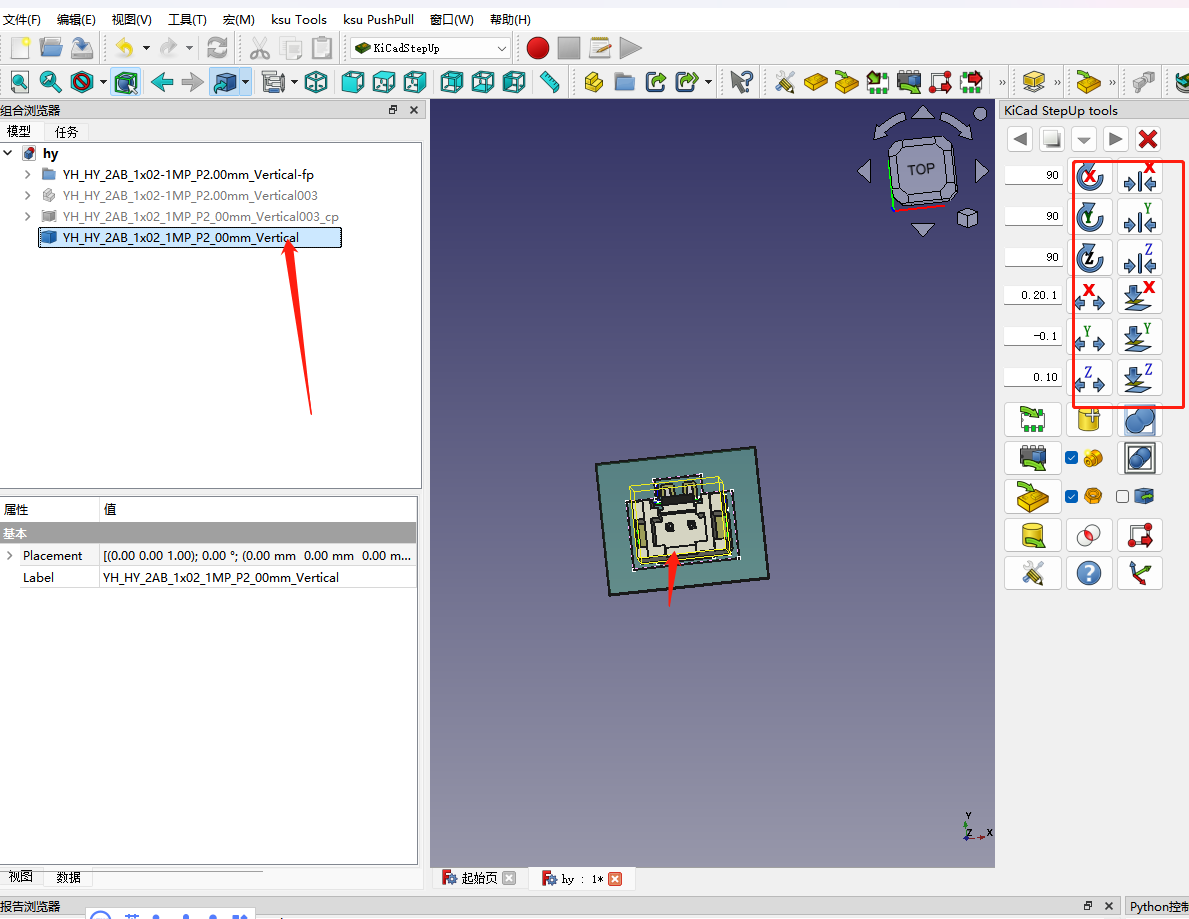 文件(F) 编辑(E) 视图(V) 工具(T) 宏(M) ksu Tools ksu PushPull 窗口(W) 帮助(H)
KiCadStepUp
组合浏览器
KiCad StepUp tools
模型 任务
hy
YH_HY_2AB_1x02-1MP_P2.00mm_Vertical-fp
YH_HY_2AB_1x02-1MP_P2.00mm_Vertical003
YH_HY_2AB_1x02_1MP_P2_00mm_Vertical003_cp
YH_HY_2AB_1x02_1MP_P2_00mm_Vertical
TOP
90 X X
90 Y Y
90 Z Z
0.20.1 X X
-0.1 Y Y
0.10 Z Z
属性 值
基本
Placement [(0.00 0.00 1.00); 0.00 °; (0.00 mm 0.00 mm 0.00 m...
Label YH_HY_2AB_1x02_1MP_P2_00mm_Vertical
Y
Z X
视图 数据
起始页 hy : 1*
报告浏览器 Python控制